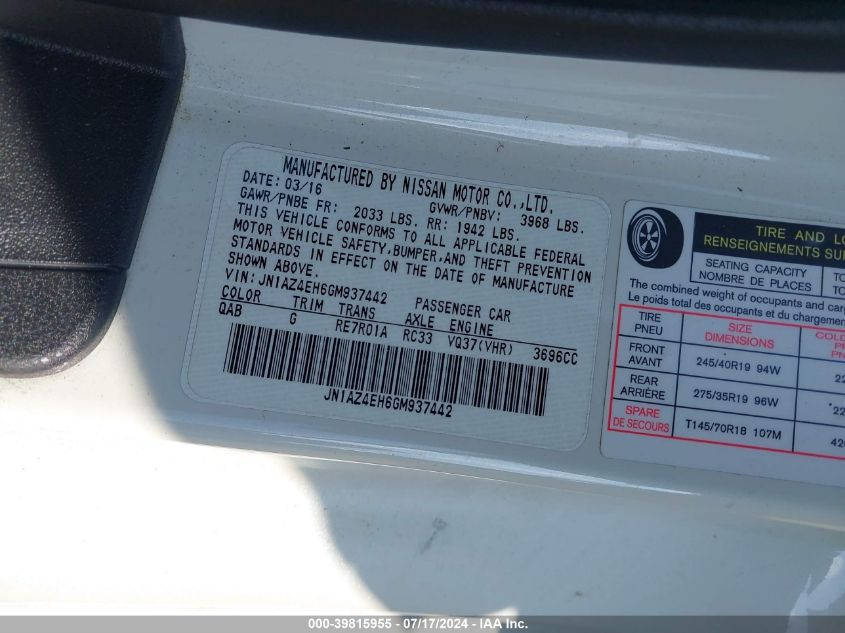 MANUFACTURED BY NISSAN MOTOR CO.,LTD.
DATE: 03/16 GVWR/PNBV: 3968 LBS.
GAWR/PNBE FR: 2033 LBS. RR: 1942 LBS.
THIS VEHICLE CONFORMS TO ALL APPLICABLE FEDERAL
MOTOR VEHICLE SAFETY,BUMPER,AND THEFT PREVENTION
STANDARDS IN EFFECT ON THE DATE OF MANUFACTURE
SHOWN ABOVE.
VIN: JN1AZ4EH6GM937442 PASSENGER CAR
COLOR TRIM TRANS AXLE ENGINE
QAB G RE7R01A RC33 VQ37(VHR) 3696CC
JN1AZ4EH6GM937442
TIRE AND
RENSEIGNEMENTS
SEATING CAPACITY
NOMBRE DE PLACES
The combined weight of occupants and
Le poids total des occupants et du
TIRE SIZE
PNEU DIMENSIONS
FRONT
AVANT 245/40R19 94W
REAR
ARRIÈRE 275/35R19 96W
SPARE
DE SECOURS T145/70R18 107M
000-39815955 - 07/17/2024 - IAA Inc.